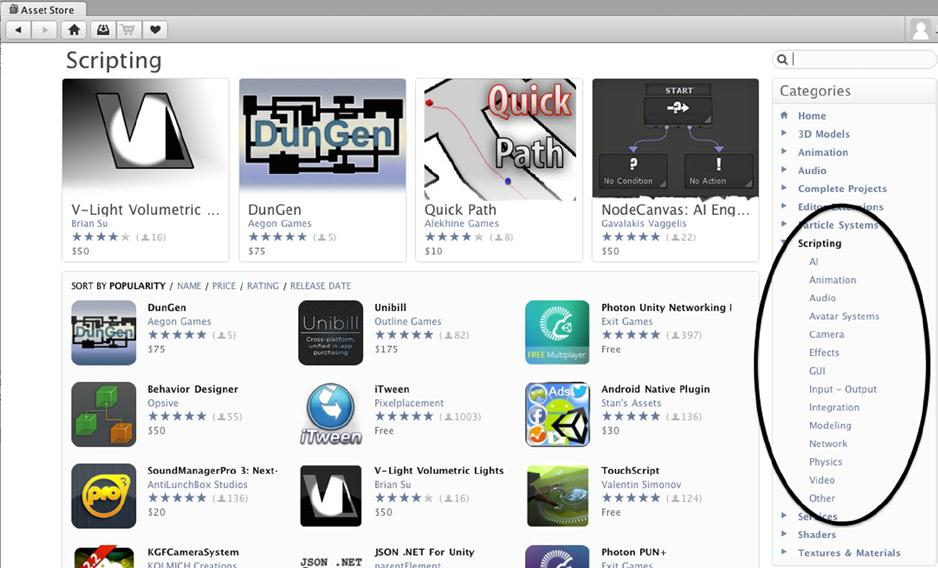 Asset Store
Scripting
V-Light Volumetric ...
Brian Su
(16)
$50
DunGen
DunGen
Aegon Games
(5)
$75
Quick
Path
Quick Path
Alekhine Games
(8)
$10
START
?
No Condition
!
No Action
NodeCanvas: AI Eng...
Gavalakis Vaggelis
(22)
$50
SORT BY POPULARITY / NAME / PRICE / RATING / RELEASE DATE
DunGen
DunGen
Aegon Games
(5)
$75
Unibill
Cross-platform,
unified in-app
purchasing
Unibill
Outline Games
(82)
$175
FREE Multiplayer
Photon Unity Networking
Exit Games
(397)
Free
Behavior Designer
Opsive
(55)
$50
iTween
iTween
Pixelplacement
(1003)
Free
Ads
Android Native Plugin
Stan's Assets
(136)
$30
pro
3
SoundManagerPro 3: Next-
AntiLunchBox Studios
(136)
$20
V-Light Volumetric Lights
Brian Su
(16)
$50
TouchScript
Valentin Simonov
(124)
Free
2.2
KGFCameraSystem
KOLMICH Creations
JSON .NET
JSON .NET For Unity
parentElement
Photon PUN+
Exit Games
Categories
Home
3D Models
Animation
Audio
Complete Projects
Editor Extensions
Particle Systems
Scripting
AI
Animation
Audio
Avatar Systems
Camera
Effects
GUI
Input - Output
Integration
Modeling
Network
Physics
Video
Other
Services
Shaders
Textures & Materials